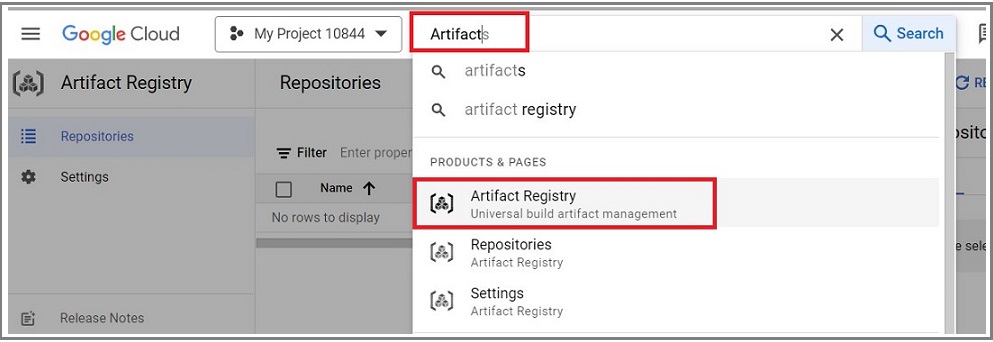 Google Cloud
My Project 10844
Artifacts
Search
Artifact Registry
Repositories
Settings
Release Notes
Repositories
Filter Enter proper
Name
No rows to display
artifacts
artifact registry
PRODUCTS & PAGES
Artifact Registry
Universal build artifact management
Repositories
Artifact Registry
Settings
Artifact Registry
RE
osito
e sele